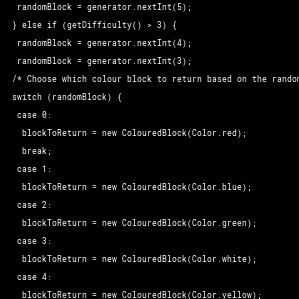 randomBlock = generator.nextInt(5);
} else if (getDifficulty() > 3) {
randomBlock = generator.nextInt(4);
randomBlock = generator.nextInt(3);
/* Choose which colour block to return based on the
switch (randomBlock) {
case 0:
blockToReturn = new ColouredBlock(Color.red);
break;
case 1:
blockToReturn = new ColouredBlock(Color.blue);
case 2:
blockToReturn = new ColouredBlock(Color.green);
case 3:
blockToReturn = new ColouredBlock(Color.white);
case 4:
blockToReturn = new ColouredBlock(Color.yellow);